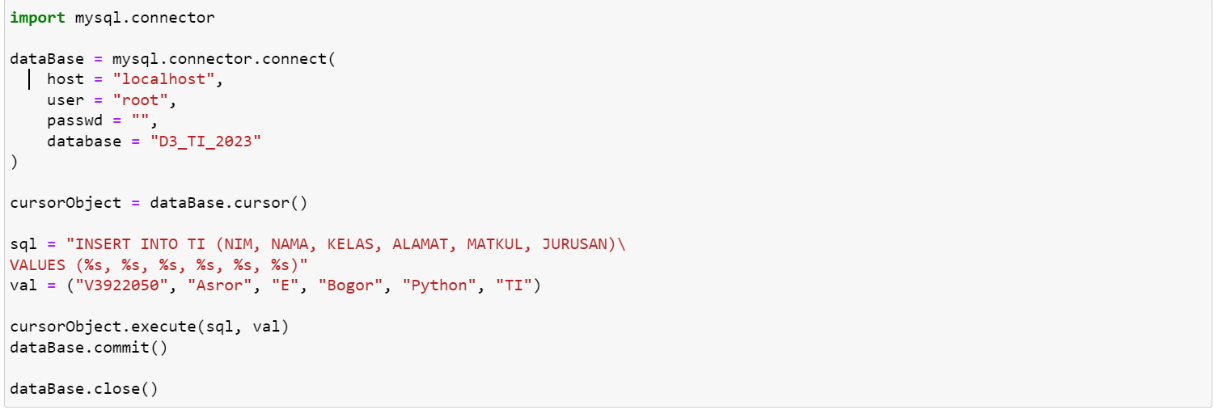 import mysql.connector
dataBase = mysql.connector.connect(
host = "localhost",
user = "root",
passwd = "",
database = "D3_TI_2023"
)
cursorObject = dataBase.cursor()
sql = "INSERT INTO TI (NIM, NAMA, KELAS, ALAMAT, MATKUL, JURUSAN)\
VALUES (%s, %s, %s, %s, %s, %s)"
val = ("V3922050", "Asror", "E", "Bogor", "Python", "TI")
cursorObject.execute(sql, val)
dataBase.commit()
dataBase.close()